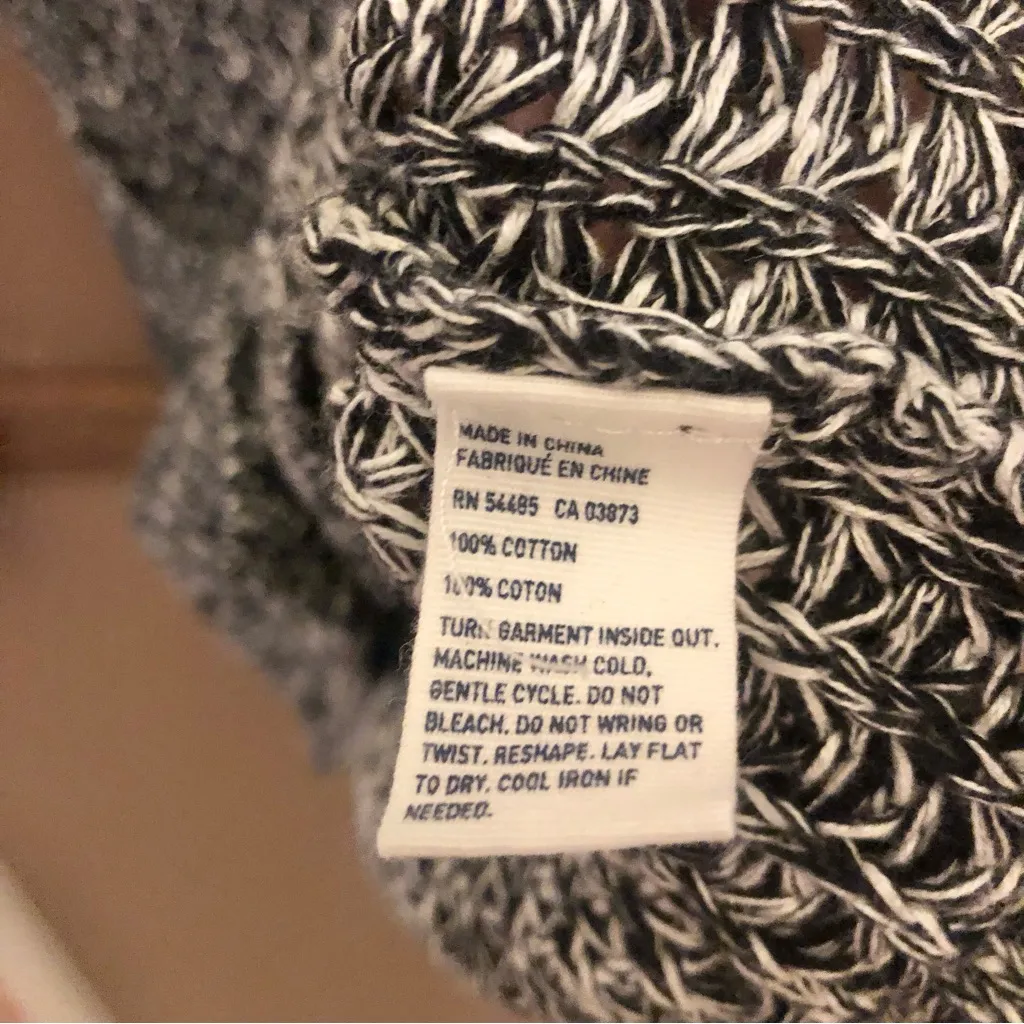 MADE IN CHINA
FABRIQUÉ EN CHINE
RN 54485 CA 03873
100% COTTON
100% COTON
TURN GARMENT INSIDE OUT.
MACHINE WASH COLD,
GENTLE CYCLE. DO NOT
BLEACH. DO NOT WRING OR
TWIST. RESHAPE. LAY FLAT
TO DRY. COOL IRON IF
NEEDED.